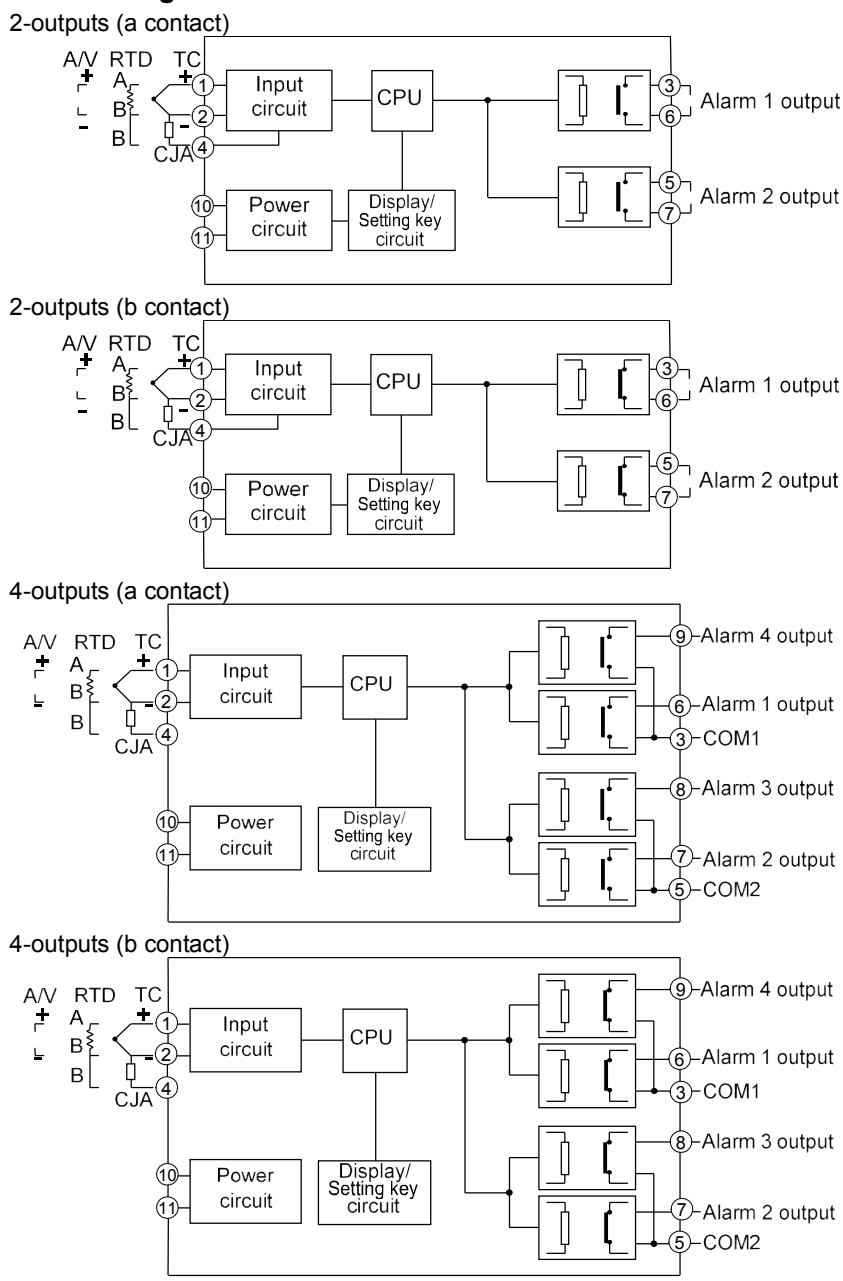 2-outputs (a contact)
A/V RTD TC
+ A +
1 Input circuit CPU 3
B 2 6 Alarm 1 output
- B -
CJA 4
10 Power circuit Display/ Setting key circuit 5
11 7 Alarm 2 output
2-outputs (b contact)
A/V RTD TC
+ A +
1 Input circuit CPU 3
B 2 6 Alarm 1 output
- B -
CJA 4
10 Power circuit Display/ Setting key circuit 5
11 7 Alarm 2 output
4-outputs (a contact)
A/V RTD TC
+ A +
9 Alarm 4 output
1 Input circuit CPU
B 2 6 Alarm 1 output
- B -
CJA 4 3 COM1
8 Alarm 3 output
10 Power circuit Display/ Setting key circuit
11 7 Alarm 2 output
5 COM2
4-outputs (b contact)
A/V RTD TC
+ A +
9 Alarm 4 output
1 Input circuit CPU
B 2 6 Alarm 1 output
- B -
CJA 4 3 COM1
8 Alarm 3 output
10 Power circuit Display/ Setting key circuit
11 7 Alarm 2 output
5 COM2